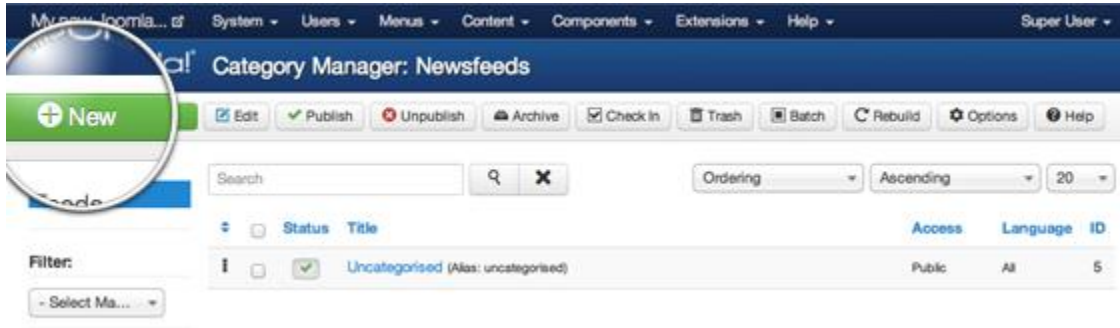 My new Joomla... System Users Menus Content Components Extensions Help Super User
Category Manager: Newsfeeds
New Edit Publish Unpublish Archive Check In Trash Batch Rebuild Options Help
Search Ordering Ascending 20
Status Title Access Language ID
Filter: Uncategorised (Alias: uncategorised) Public All 5
- Select Ma...